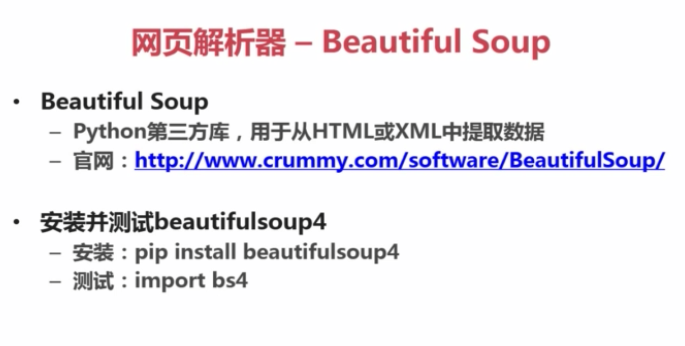 网页解析器 – Beautiful Soup
• Beautiful Soup
– Python第三方库，用于从HTML或XML中提取数据
– 官网：http://www.crummy.com/software/BeautifulSoup/
• 安装并测试beautifulsoup4
– 安装：pip install beautifulsoup4
– 测试：import bs4